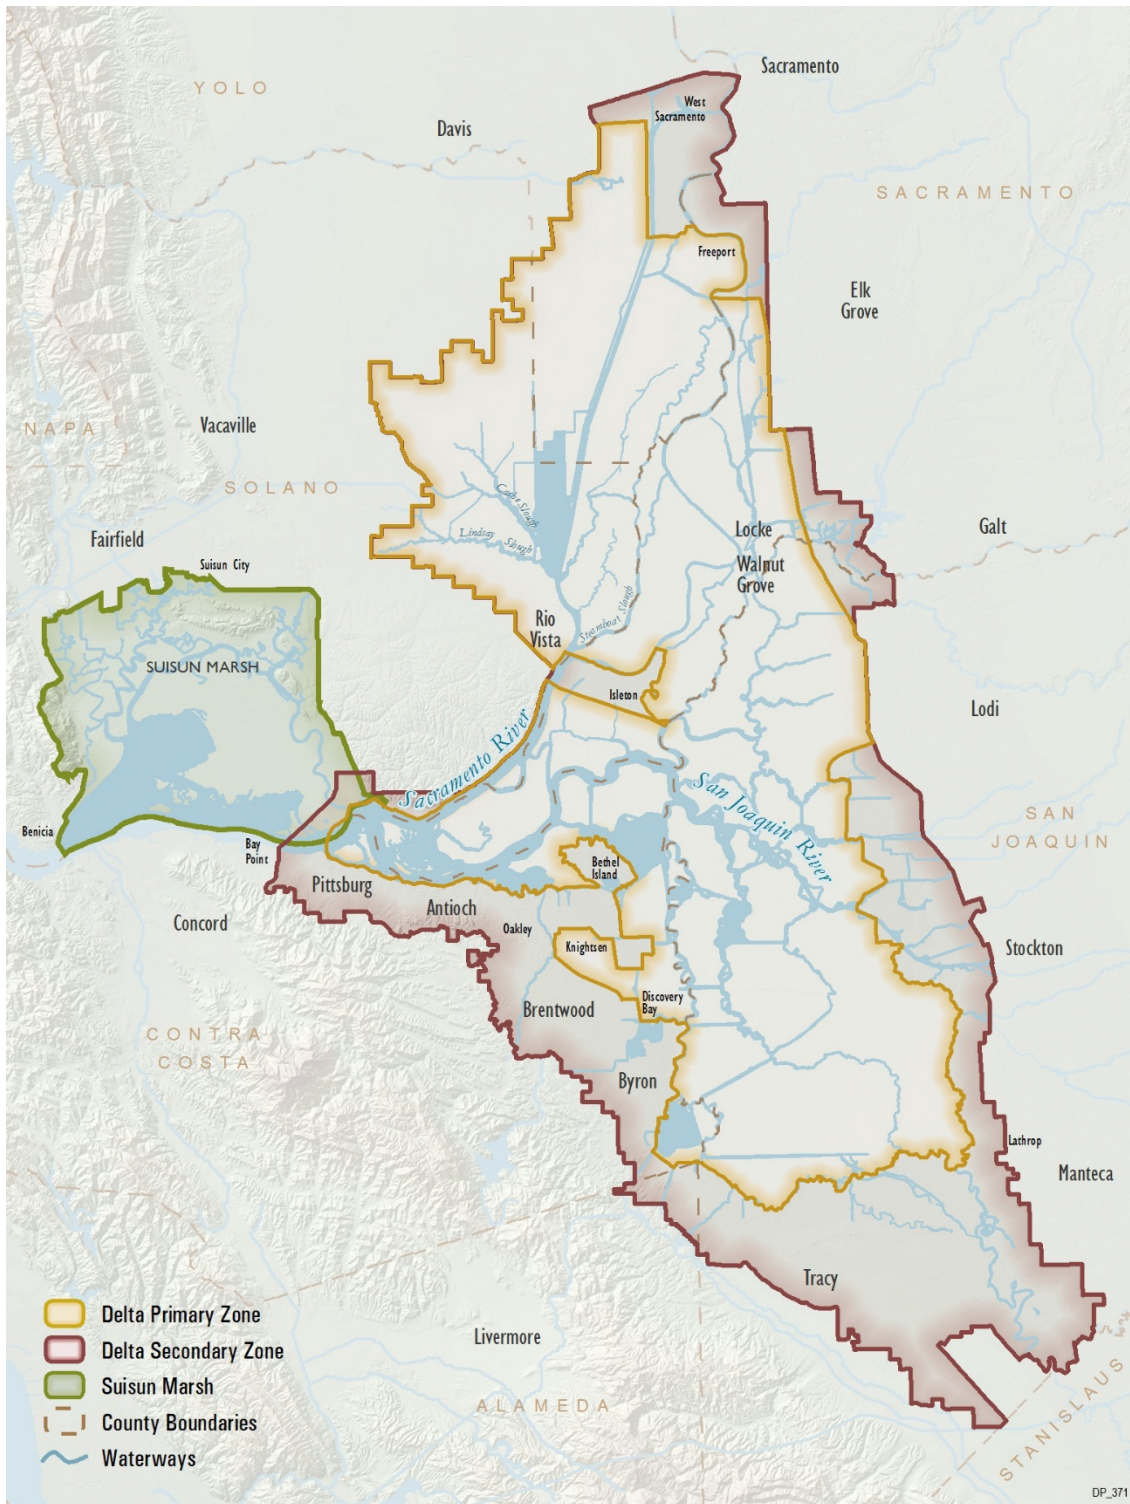 Sacramento
YOLO
West
Sacramento
Davis
SACRAMENTO
Freeport
Elk
Grove
Vacaville
NAPA
SOLANO
Cache Slough
Lindsay Slough
Locke
Galt
Fairfield
Suisun City
Walnut
Grove
Steamboat Slough
Rio
Vista
SUISUN MARSH
Isleton
Lodi
Sacramento River
San Joaquin River
SAN
JOAQUIN
Benicia
Bay
Point
Bethel
Island
Pittsburg
Antioch
Concord
Oakley
Knightsen
Stockton
Discovery
Bay
Brentwood
CONTRA
COSTA
Byron
Lathrop
Manteca
Tracy
Livermore
ALAMEDA
STANISLAUS
Delta Primary Zone
Delta Secondary Zone
Suisun Marsh
County Boundaries
Waterways
DP_371